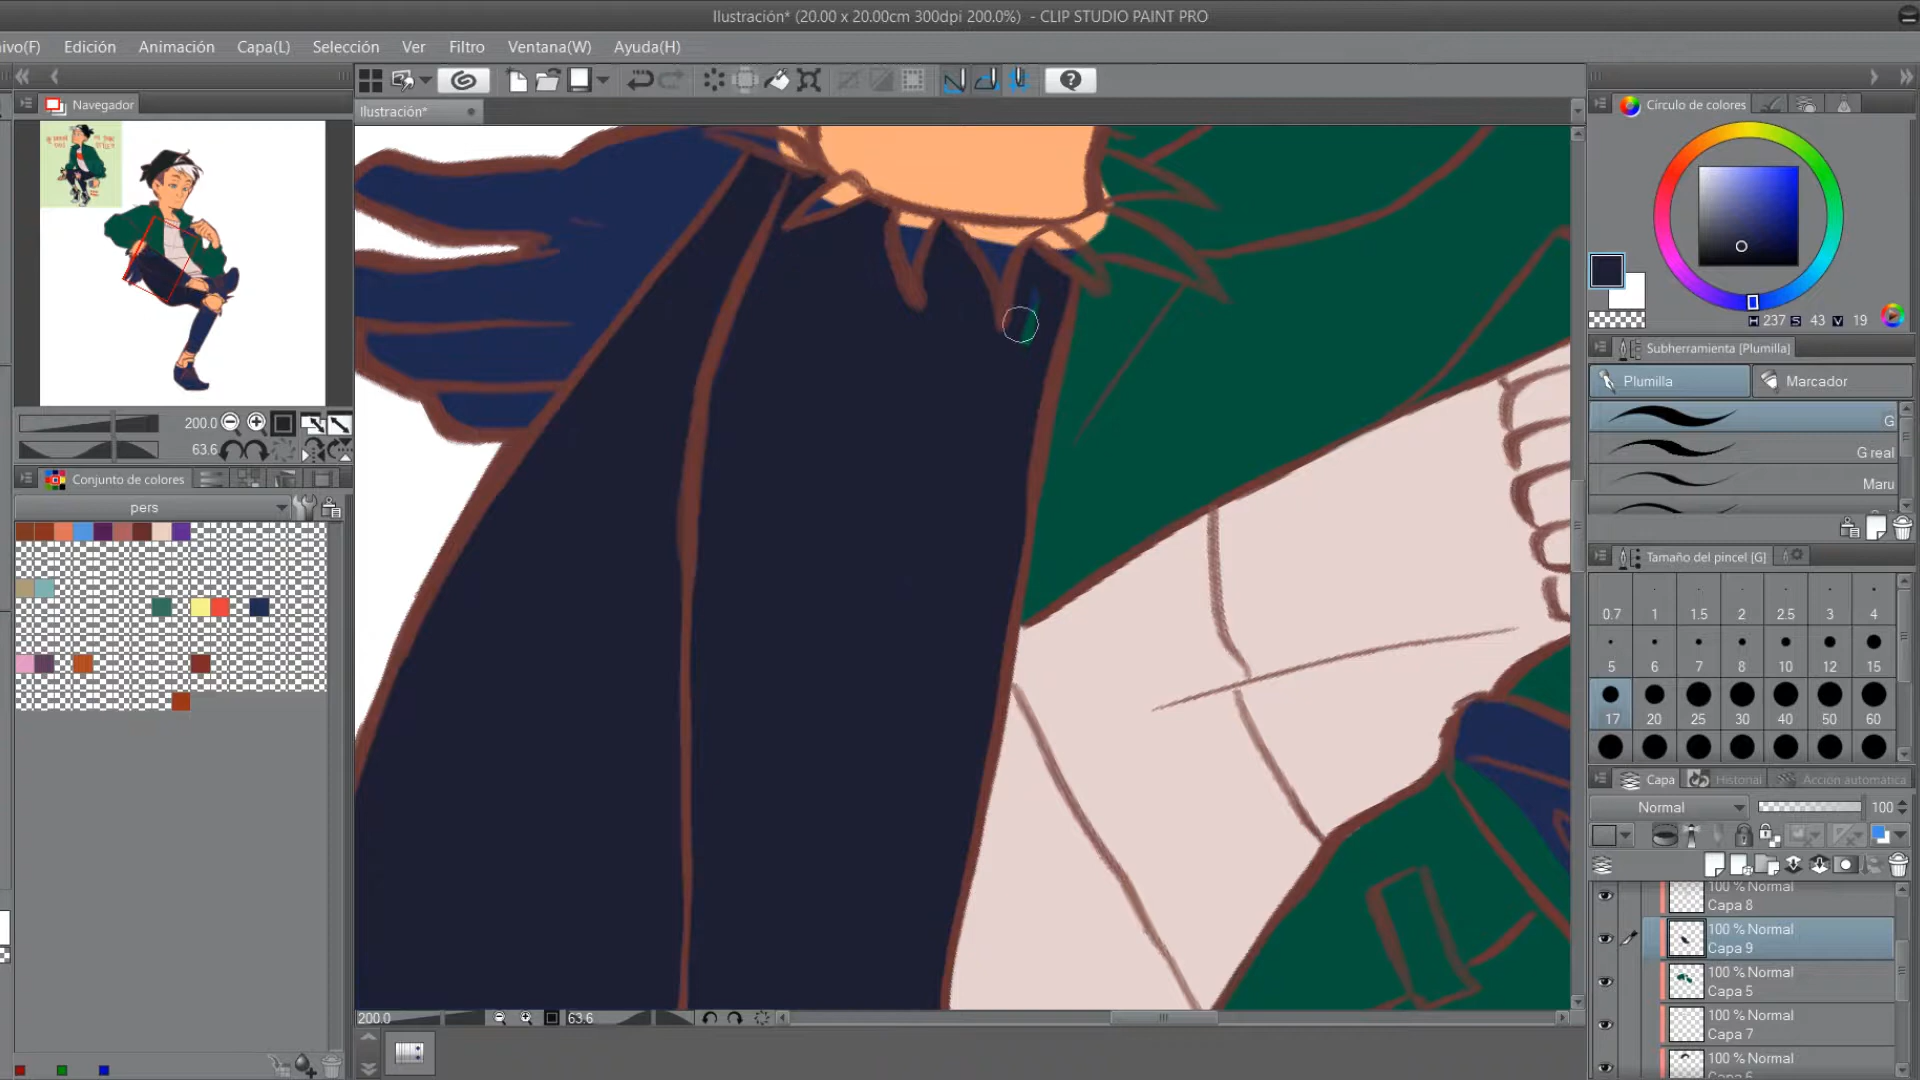 Ilustración* (20.00 x 20.00cm 300dpi 200.0%) - CLIP STUDIO PAINT PRO
ivo(F) Edición Animación Capa(L) Selección Ver Filtro Ventana(W) Ayuda(H)
Navegador
Ilustración*
Círculo de colores
200.0
63.6
H 237 S 43 V 19
Subherramienta [Plumilla]
Plumilla Marcador
G
G real
Maru
Conjunto de colores
pers
Tamaño del pincel [G]
0.7 1 1.5 2 2.5 3 4
5 6 7 8 10 12 15
17 20 25 30 40 50 60
Capa Historial Acción automática
Normal 100
100 % Normal
Capa 8
100 % Normal
Capa 9
100 % Normal
Capa 5
100 % Normal
Capa 7
100 % Normal
Capa 6
200.0 63.6